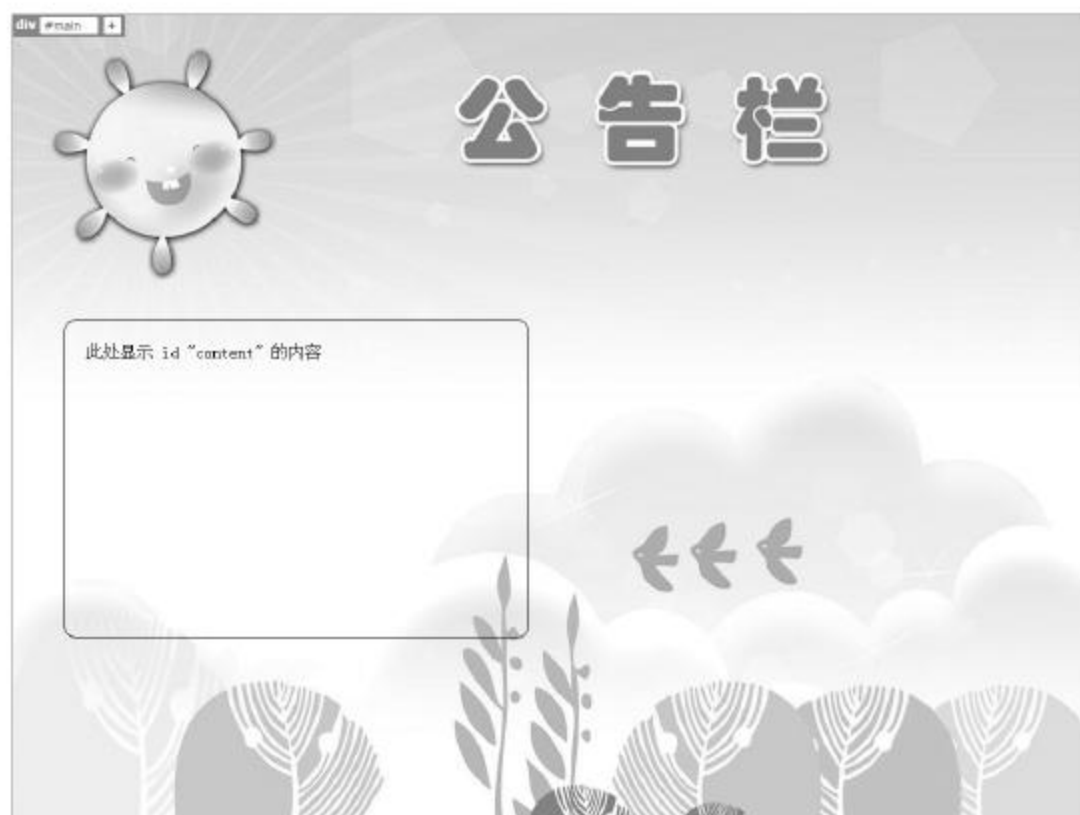 div #main +
公告栏
此处显示 id "content" 的内容